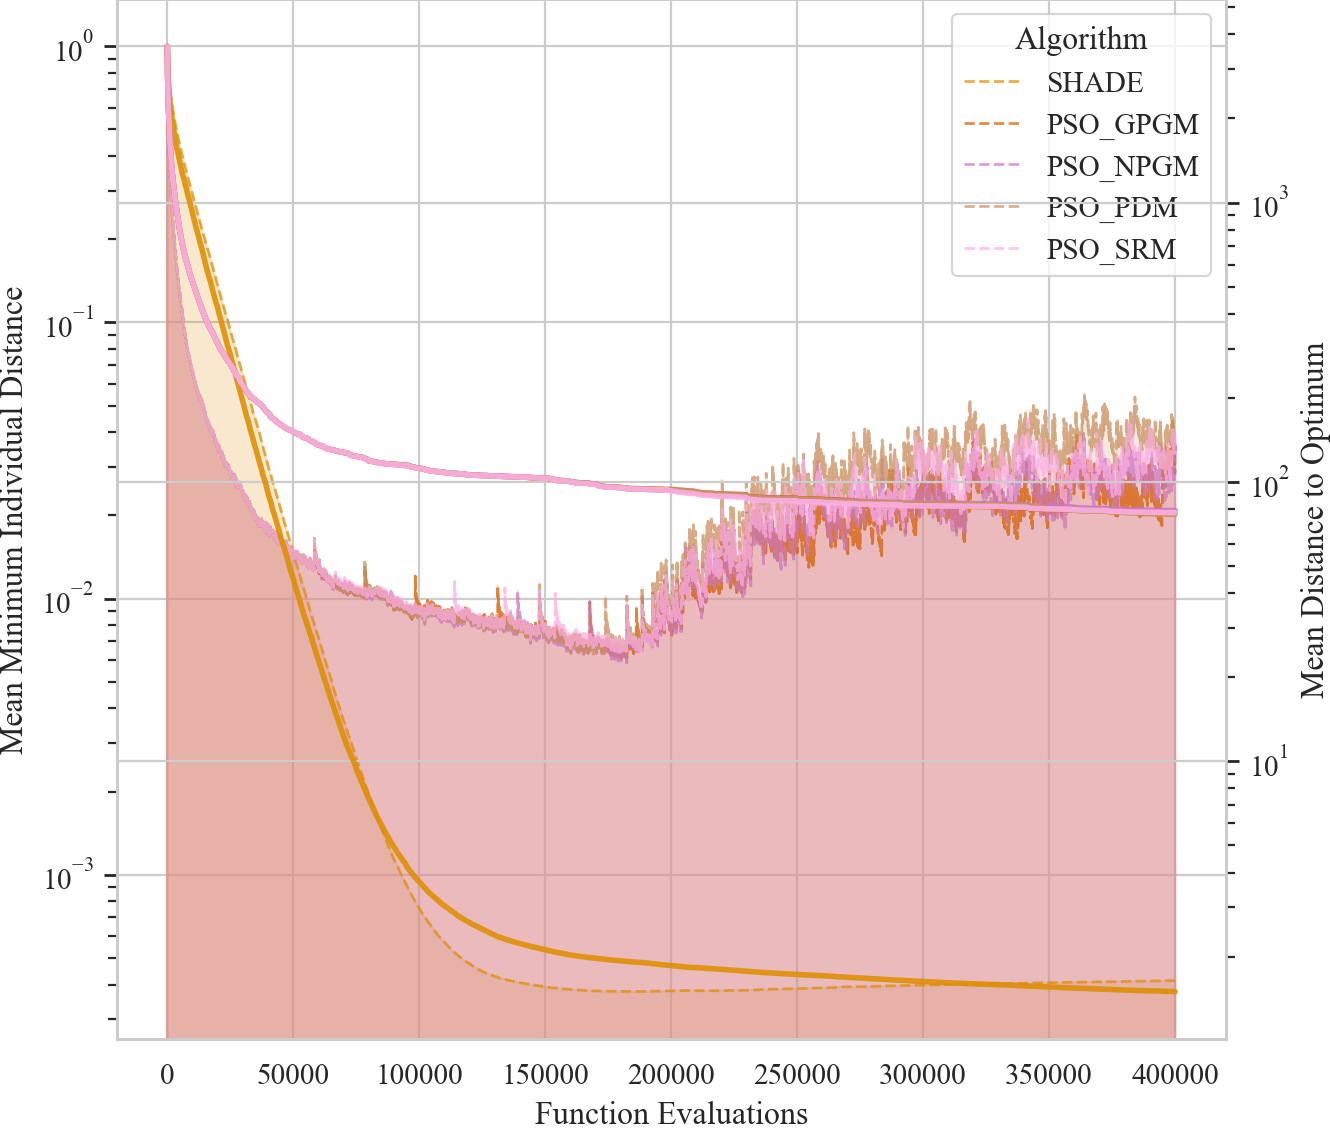 Algorithm
SHADE
PSO_GPGM
PSO_NPGM
PSO_PDM
PSO_SRM
10^0
10^−1
10^−2
10^−3
Mean Minimum Individual Distance
10^3
10^2
10^1
Mean Distance to Optimum
0 50000 100000 150000 200000 250000 300000 350000 400000
Function Evaluations